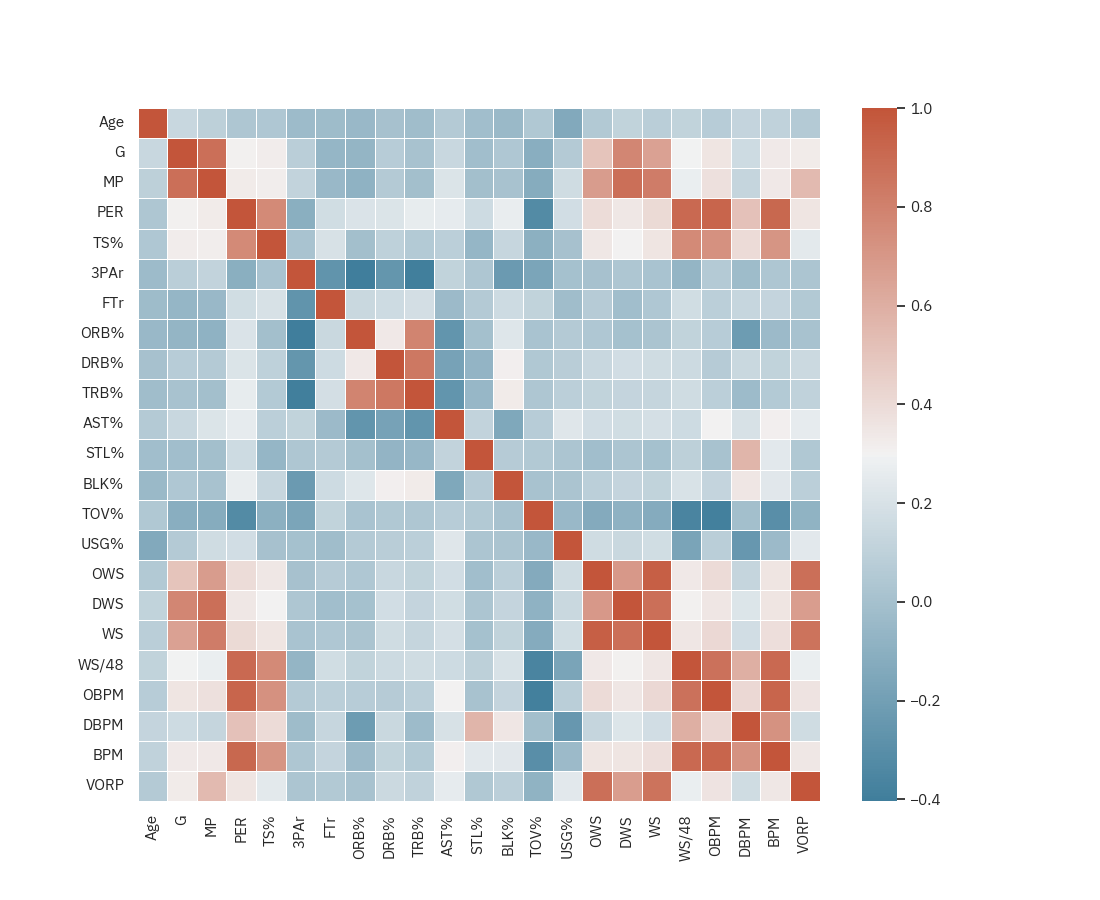 Age
G
MP
PER
TS%
3PAr
FTr
ORB%
DRB%
TRB%
AST%
STL%
BLK%
TOV%
USG%
OWS
DWS
WS
WS/48
OBPM
DBPM
BPM
VORP
Age
G
MP
PER
TS%
3PAr
FTr
ORB%
DRB%
TRB%
AST%
STL%
BLK%
TOV%
USG%
OWS
DWS
WS
WS/48
OBPM
DBPM
BPM
VORP
1.0
0.8
0.6
0.4
0.2
0.0
−0.2
−0.4